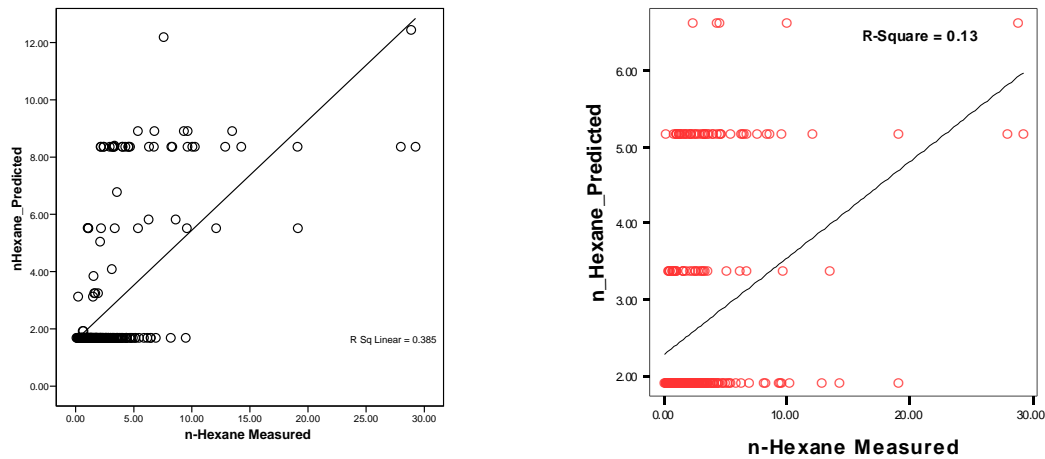 12.00
10.00
8.00
6.00
4.00
2.00
0.00
nHexane_Predicted
R Sq Linear = 0.385
0.00 5.00 10.00 15.00 20.00 25.00 30.00
n-Hexane Measured
R-Square = 0.13
6.00
5.00
4.00
3.00
2.00
n_Hexane_Predicted
0.00 10.00 20.00 30.00
n-Hexane Measured